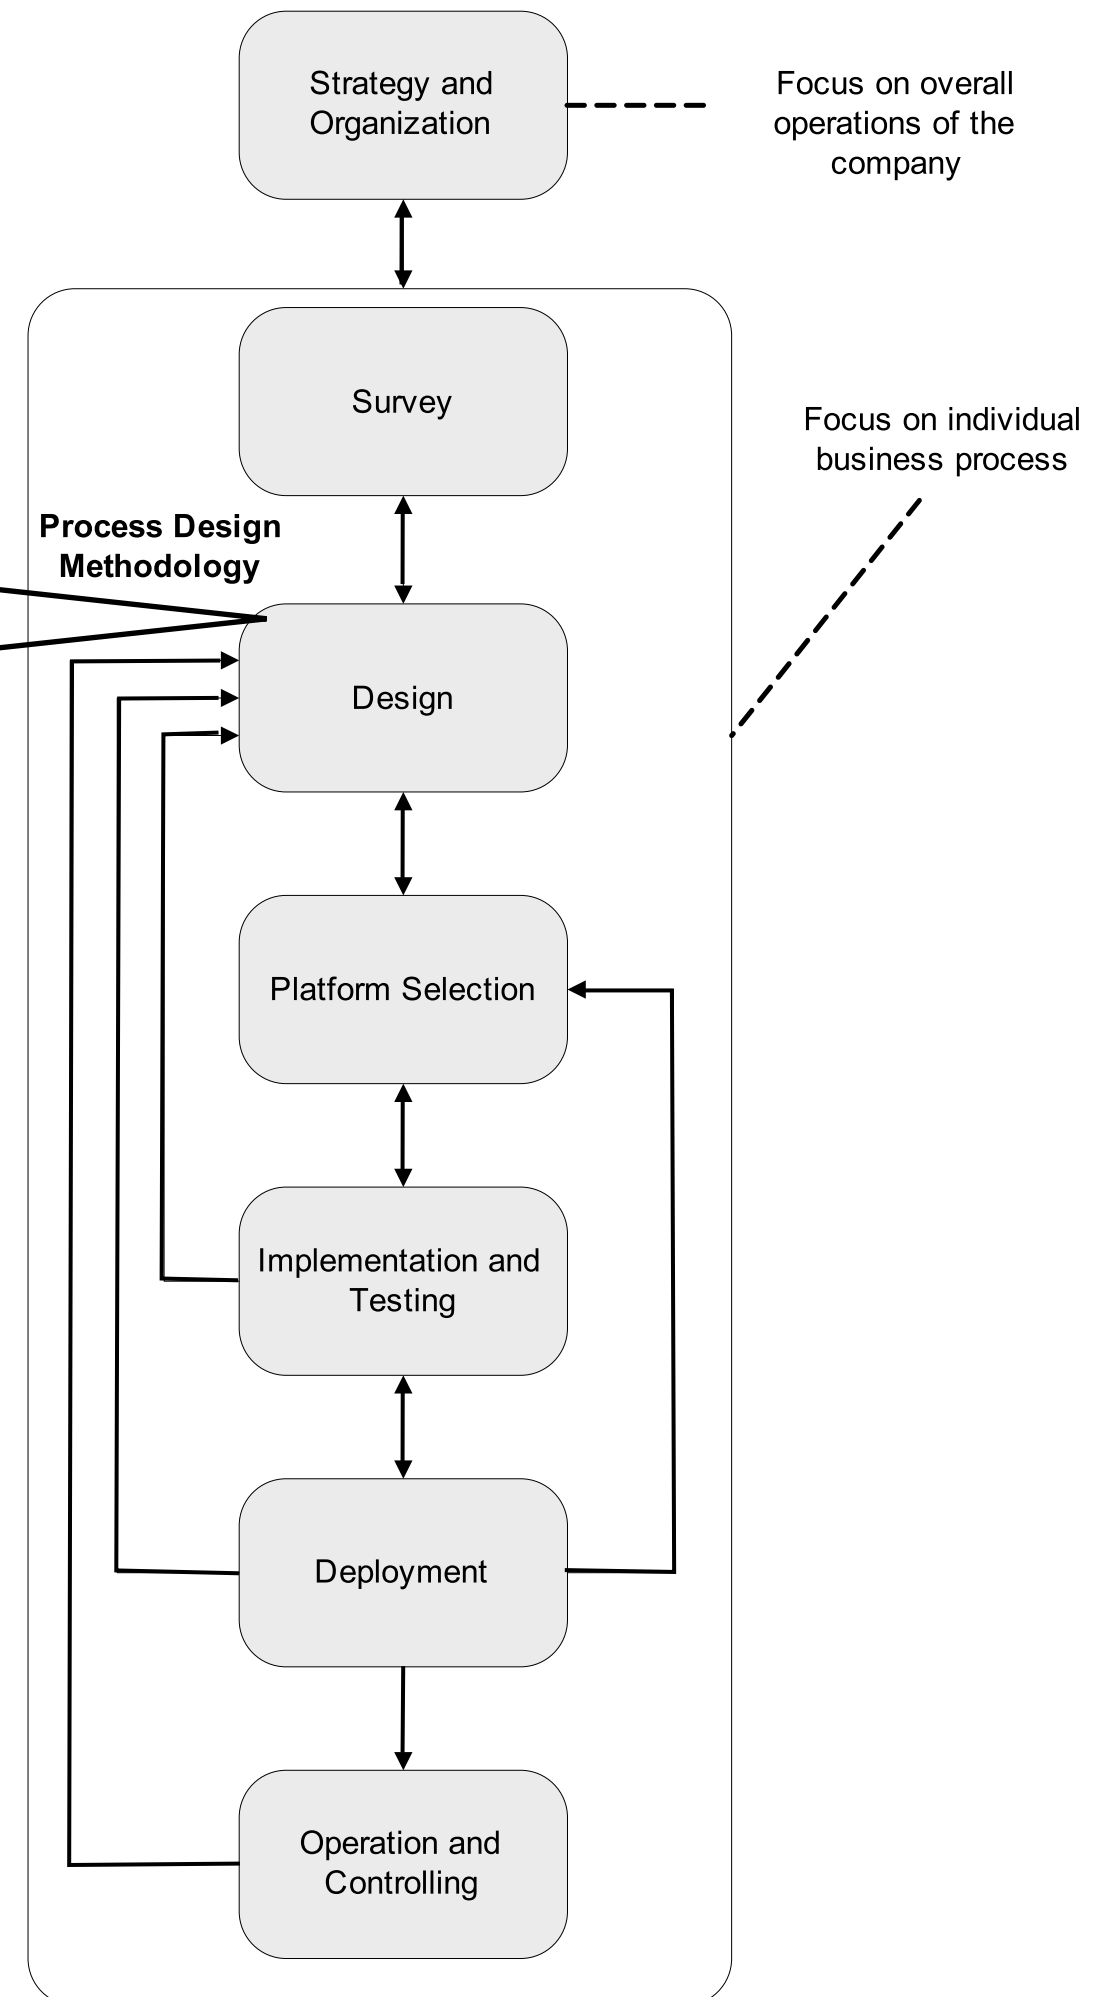 Strategy and
Organization
Focus on overall
operations of the
company
Survey
Focus on individual
business process
Process Design
Methodology
Design
Platform Selection
Implementation and
Testing
Deployment
Operation and
Controlling